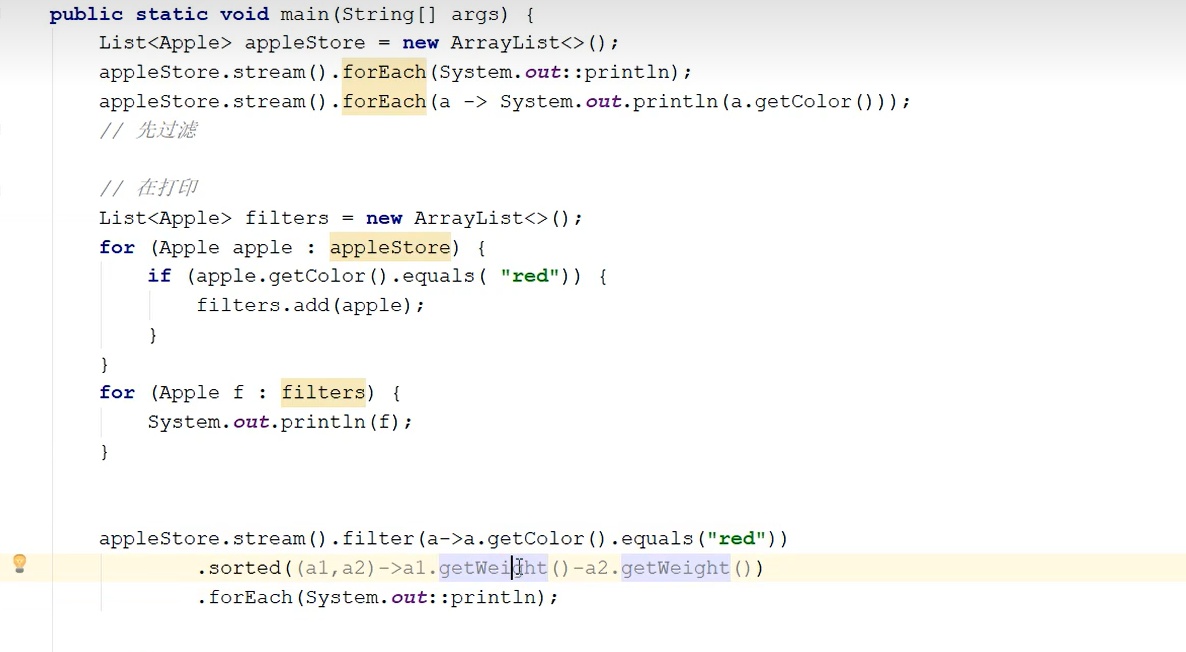 public static void main(String[] args) {
List<Apple> appleStore = new ArrayList<>();
appleStore.stream().forEach(System.out::println);
appleStore.stream().forEach(a -> System.out.println(a.getColor()));
// 先过滤
// 在打印
List<Apple> filters = new ArrayList<>();
for (Apple apple : appleStore) {
if (apple.getColor().equals( "red")) {
filters.add(apple);
}
}
for (Apple f : filters) {
System.out.println(f);
}
appleStore.stream().filter(a->a.getColor().equals("red"))
.sorted((a1,a2)->a1.getWeight()-a2.getWeight())
.forEach(System.out::println);